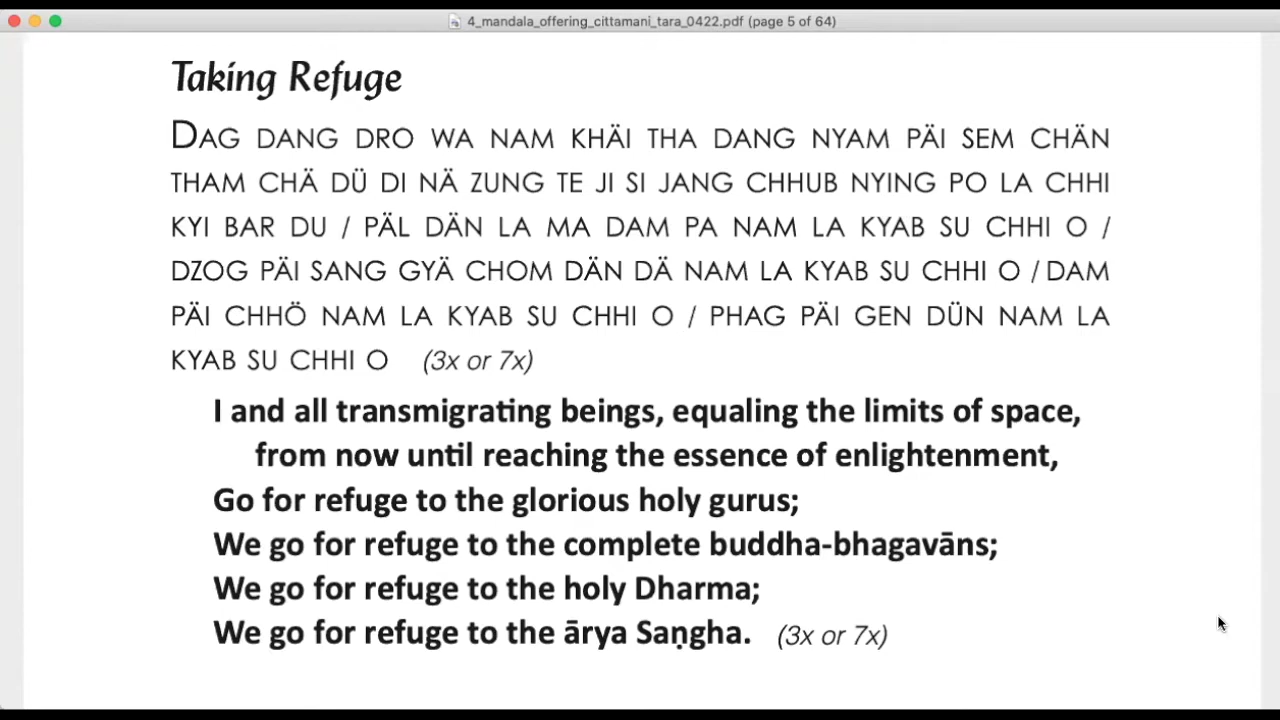 4_mandala_offering_cittamani_tara_0422.pdf (page 5 of 64)
Taking Refuge
DAG DANG DRO WA NAM KHÄI THA DANG NYAM PÄI SEM CHÄN
THAM CHÄ DÜ DI NÄ ZUNG TE JI SI JANG CHHUB NYING PO LA CHHI
KYI BAR DU / PÄL DÄN LA MA DAM PA NAM LA KYAB SU CHHI O /
DZOG PÄI SANG GYÄ CHOM DÄN DÄ NAM LA KYAB SU CHHI O / DAM
PÄI CHHÖ NAM LA KYAB SU CHHI O / PHAG PÄI GEN DÜN NAM LA
KYAB SU CHHI O (3x or 7x)
I and all transmigrating beings, equaling the limits of space,
from now until reaching the essence of enlightenment,
Go for refuge to the glorious holy gurus;
We go for refuge to the complete buddha-bhagavāns;
We go for refuge to the holy Dharma;
We go for refuge to the ārya Saṇgha. (3x or 7x)